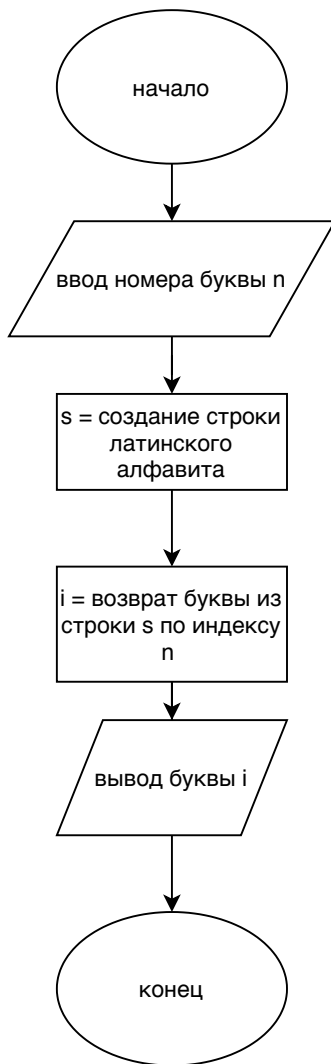 начало
ввод номера буквы n
s = создание строки
латинского
алфавита
i = возврат буквы из
строки s по индексу
n
вывод буквы i
конец